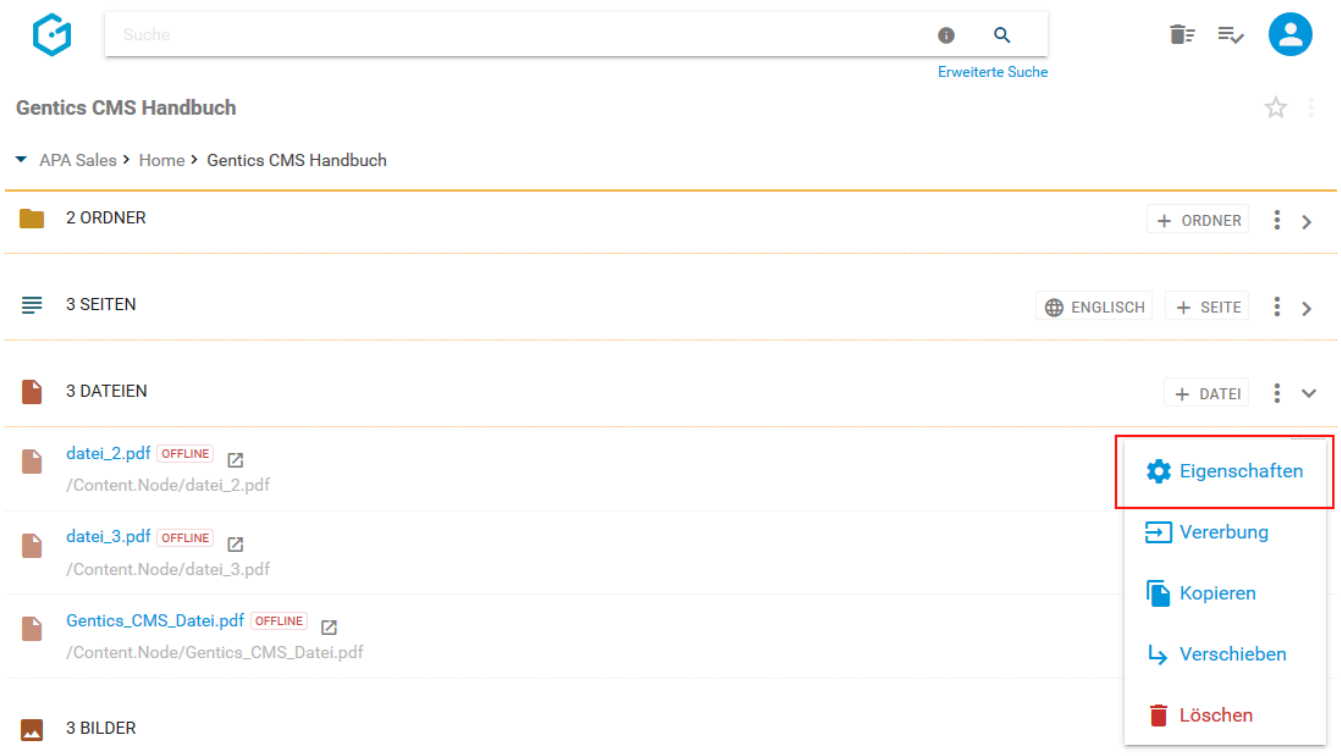 Suche
Erweiterte Suche
Gentics CMS Handbuch
APA Sales > Home > Gentics CMS Handbuch
2 ORDNER + ORDNER
3 SEITEN ENGLISCH + SEITE
3 DATEIEN + DATEI
datei_2.pdf OFFLINE
/Content.Node/datei_2.pdf
datei_3.pdf OFFLINE
/Content.Node/datei_3.pdf
Gentics_CMS_Datei.pdf OFFLINE
/Content.Node/Gentics_CMS_Datei.pdf
3 BILDER
Eigenschaften
Vererbung
Kopieren
Verschieben
Löschen